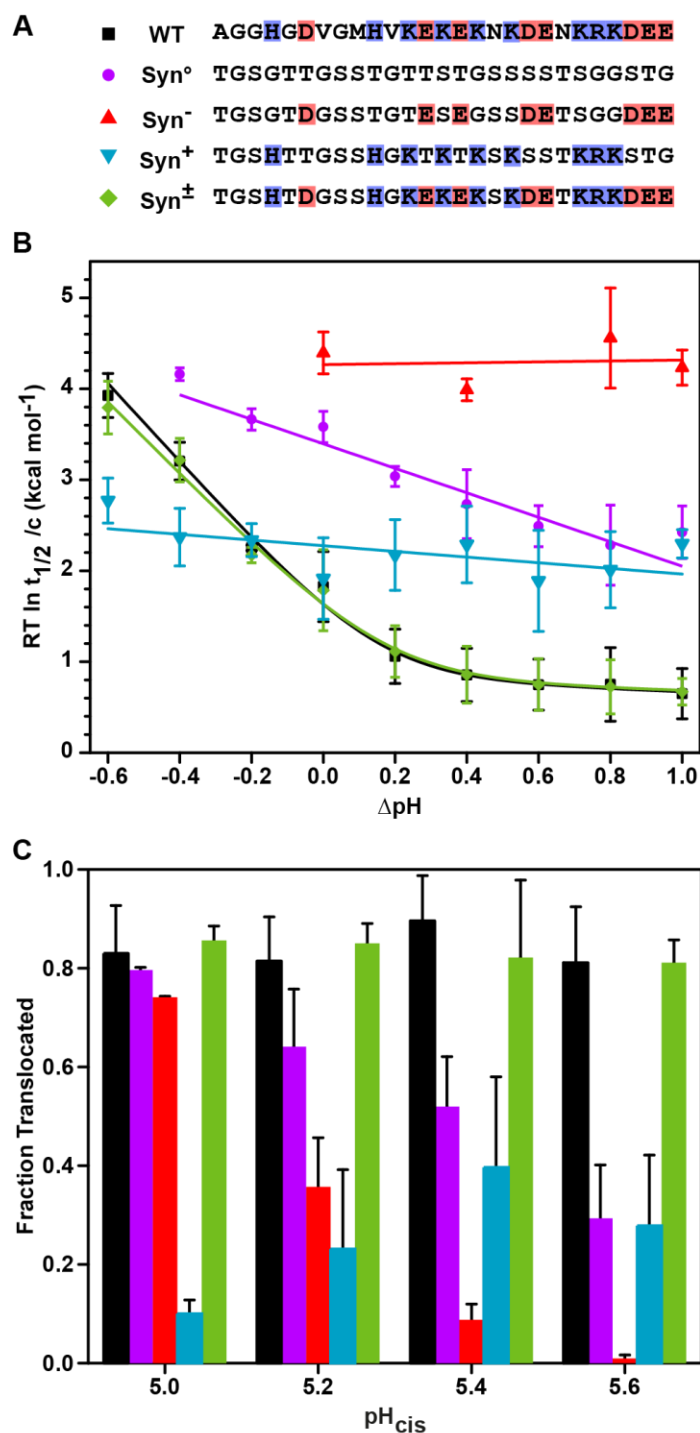 A
WT AGGHGDVGMHVKEKEKNKDENKRKDEE
Syn° TGSGTTGSSTGTTSTGSSSSTSGGSTG
Syn- TGSGTDGSSTGTESEGSSDETSGGDEE
Syn+ TGSHTTGSSHGKTKTKSKSSTKRKSTG
Syn± TGSHTDGSSHGKEKEKSKDETKRKDEE
B
RT ln t1/2 /c (kcal mol-1)
5
4
3
2
1
0
-0.6 -0.4 -0.2 0.0 0.2 0.4 0.6 0.8 1.0
ΔpH
C
Fraction Translocated
1.0
0.8
0.6
0.4
0.2
0.0
5.0 5.2 5.4 5.6
pHcis